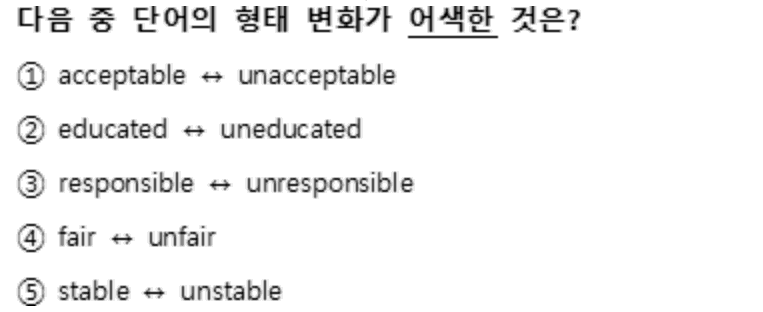 다음 중 단어의 형태 변화가 어색한 것은?
① acceptable ↔ unacceptable
② educated ↔ uneducated
③ responsible ↔ unresponsible
④ fair ↔ unfair
⑤ stable ↔ unstable